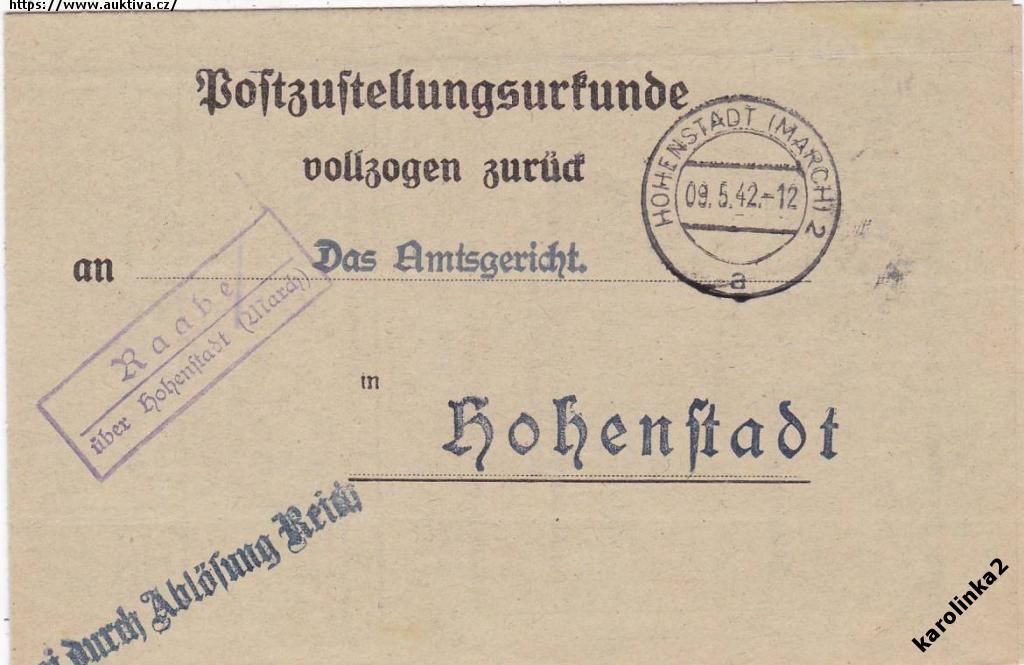 https://www.auktiva.cz/
Postzustellungsurkunde
vollzogen zurück
HOHENSTADT (MARCH) 2
09.5.42.-12
a
an Das Amtsgericht.
Raabe
über Hohenstadt (March)
in
Hohenstadt
durch Ablösung Reich
karolinka2